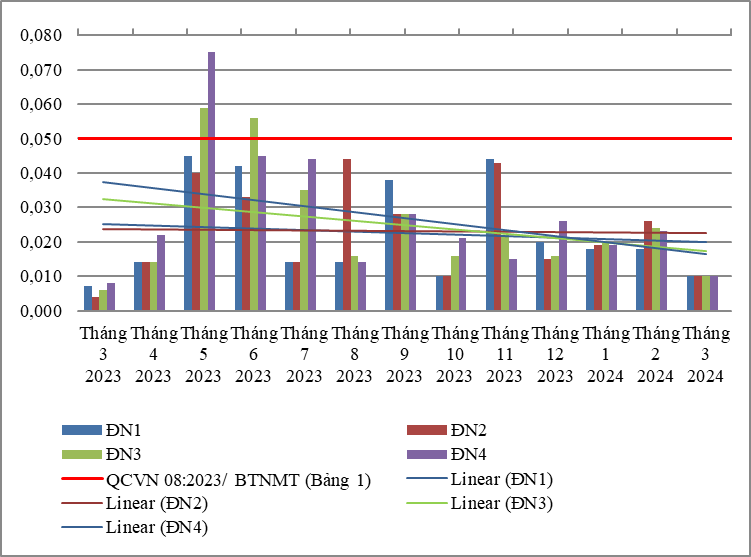 0,080
0,070
0,060
0,050
0,040
0,030
0,020
0,010
0,000
Tháng 3 2023
Tháng 4 2023
Tháng 5 2023
Tháng 6 2023
Tháng 7 2023
Tháng 8 2023
Tháng 9 2023
Tháng 10 2023
Tháng 11 2023
Tháng 12 2023
Tháng 1 2024
Tháng 2 2024
Tháng 3 2024
ĐN1
ĐN2
ĐN3
ĐN4
QCVN 08:2023/ BTNMT (Bảng 1)
Linear (ĐN1)
Linear (ĐN2)
Linear (ĐN3)
Linear (ĐN4)